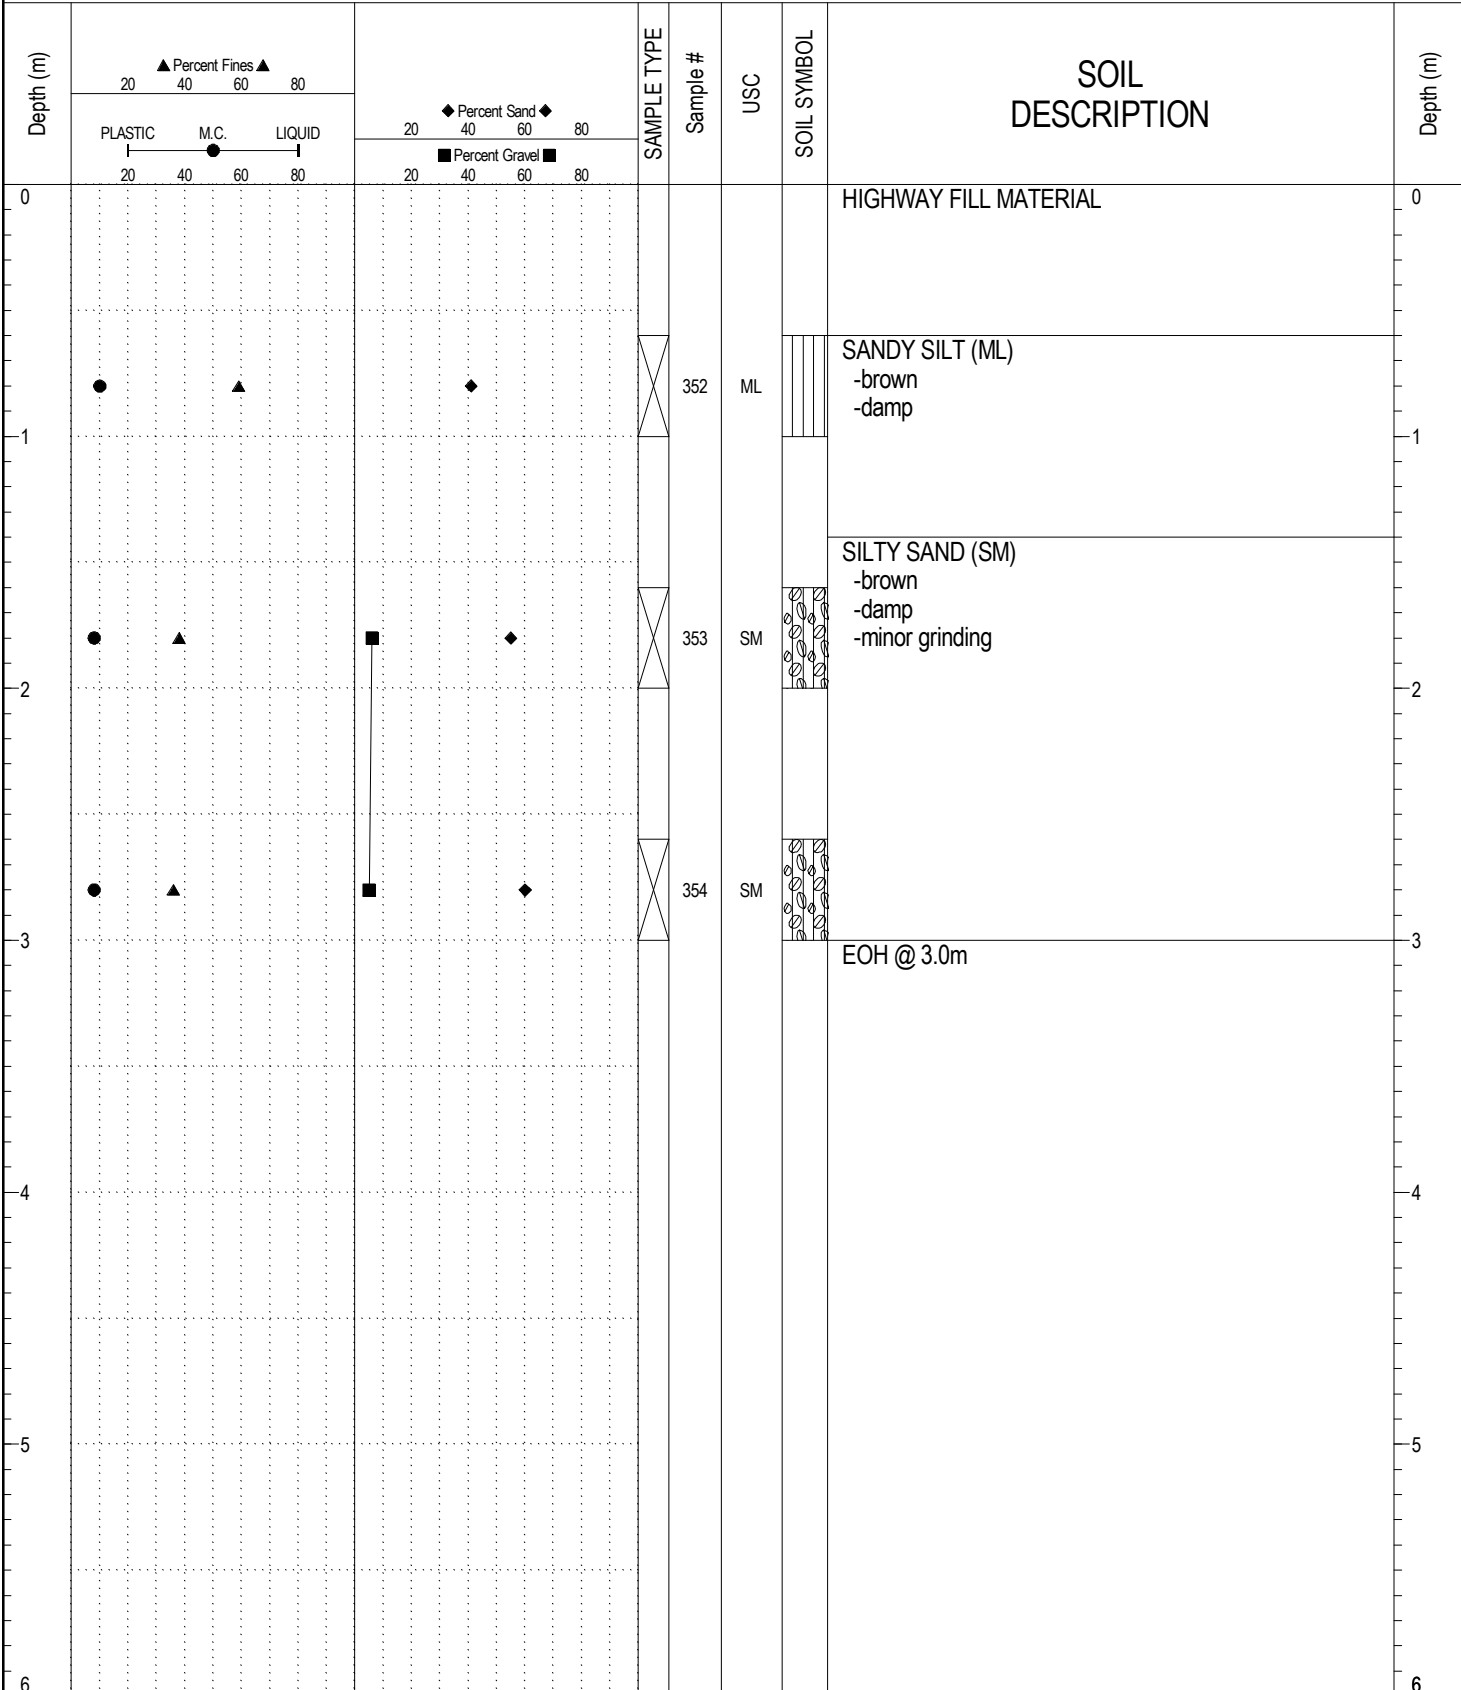 Depth (m)
▲ Percent Fines ▲
20 40 60 80
PLASTIC M.C. LIQUID
20 40 60 80
◆ Percent Sand ◆
20 40 60 80
■ Percent Gravel ■
20 40 60 80
SAMPLE TYPE
Sample #
USC
SOIL SYMBOL
SOIL
DESCRIPTION
Depth (m)
0 HIGHWAY FILL MATERIAL 0
SANDY SILT (ML)
-brown
352 ML
-damp
1 1
SILTY SAND (SM)
-brown
-damp
353 SM -minor grinding
2 2
354 SM
3 3
EOH @ 3.0m
4 4
5 5
6 6